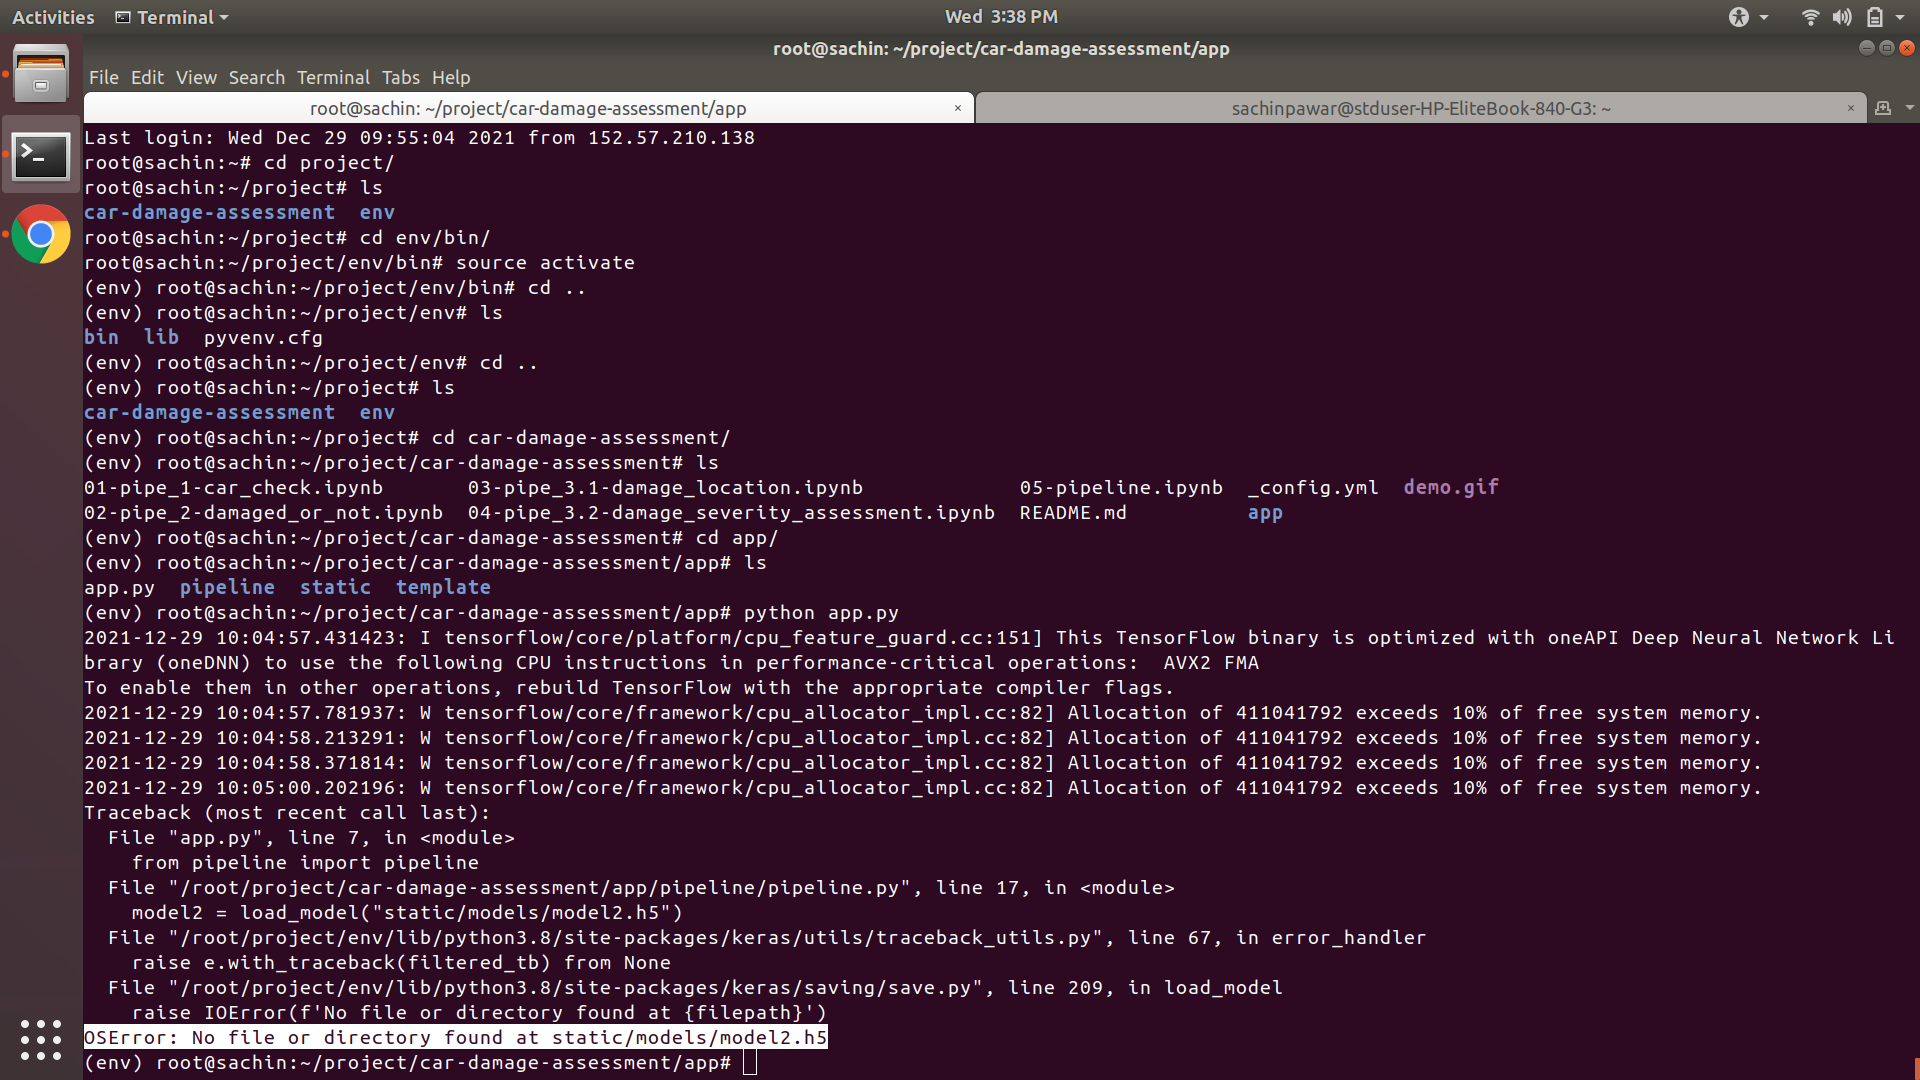 Activities Terminal Wed 3:38 PM
root@sachin: ~/project/car-damage-assessment/app
File Edit View Search Terminal Tabs Help
root@sachin: ~/project/car-damage-assessment/app × sachinpawar@stduser-HP-EliteBook-840-G3: ~ ×
Last login: Wed Dec 29 09:55:04 2021 from 152.57.210.138
root@sachin:~# cd project/
root@sachin:~/project# ls
car-damage-assessment  env
root@sachin:~/project# cd env/bin/
root@sachin:~/project/env/bin# source activate
(env) root@sachin:~/project/env/bin# cd ..
(env) root@sachin:~/project/env# ls
bin  lib  pyvenv.cfg
(env) root@sachin:~/project/env# cd ..
(env) root@sachin:~/project# ls
car-damage-assessment  env
(env) root@sachin:~/project# cd car-damage-assessment/
(env) root@sachin:~/project/car-damage-assessment# ls
01-pipe_1-car_check.ipynb       03-pipe_3.1-damage_location.ipynb             05-pipeline.ipynb  _config.yml  demo.gif
02-pipe_2-damaged_or_not.ipynb  04-pipe_3.2-damage_severity_assessment.ipynb  README.md          app
(env) root@sachin:~/project/car-damage-assessment# cd app/
(env) root@sachin:~/project/car-damage-assessment/app# ls
app.py  pipeline  static  template
(env) root@sachin:~/project/car-damage-assessment/app# python app.py
2021-12-29 10:04:57.431423: I tensorflow/core/platform/cpu_feature_guard.cc:151] This TensorFlow binary is optimized with oneAPI Deep Neural Network Li
brary (oneDNN) to use the following CPU instructions in performance-critical operations:  AVX2 FMA
To enable them in other operations, rebuild TensorFlow with the appropriate compiler flags.
2021-12-29 10:04:57.781937: W tensorflow/core/framework/cpu_allocator_impl.cc:82] Allocation of 411041792 exceeds 10% of free system memory.
2021-12-29 10:04:58.213291: W tensorflow/core/framework/cpu_allocator_impl.cc:82] Allocation of 411041792 exceeds 10% of free system memory.
2021-12-29 10:04:58.371814: W tensorflow/core/framework/cpu_allocator_impl.cc:82] Allocation of 411041792 exceeds 10% of free system memory.
2021-12-29 10:05:00.202196: W tensorflow/core/framework/cpu_allocator_impl.cc:82] Allocation of 411041792 exceeds 10% of free system memory.
Traceback (most recent call last):
  File "app.py", line 7, in <module>
    from pipeline import pipeline
  File "/root/project/car-damage-assessment/app/pipeline/pipeline.py", line 17, in <module>
    model2 = load_model("static/models/model2.h5")
  File "/root/project/env/lib/python3.8/site-packages/keras/utils/traceback_utils.py", line 67, in error_handler
    raise e.with_traceback(filtered_tb) from None
  File "/root/project/env/lib/python3.8/site-packages/keras/saving/save.py", line 209, in load_model
    raise IOError(f'No file or directory found at {filepath}')
OSError: No file or directory found at static/models/model2.h5
(env) root@sachin:~/project/car-damage-assessment/app#